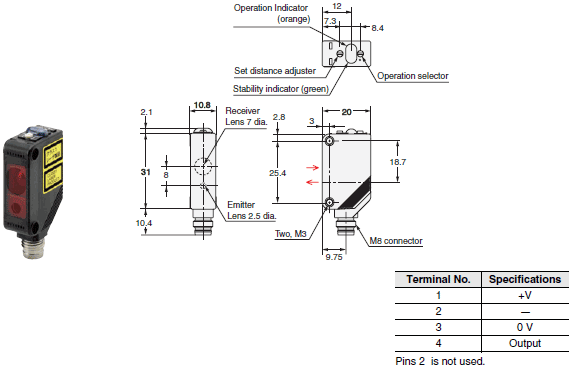 Operation Indicator
(orange)
12
7.3
8.4
Set distance adjuster
Operation selector
Stability indicator (green)
2.1
10.8
Receiver
Lens 7 dia.
2.8
3
20
31
8
25.4
18.7
Emitter
Lens 2.5 dia.
10.4
Two, M3
M8 connector
9.75
Terminal No. Specifications
1 +V
2 —
3 0 V
4 Output
Pins 2 is not used.